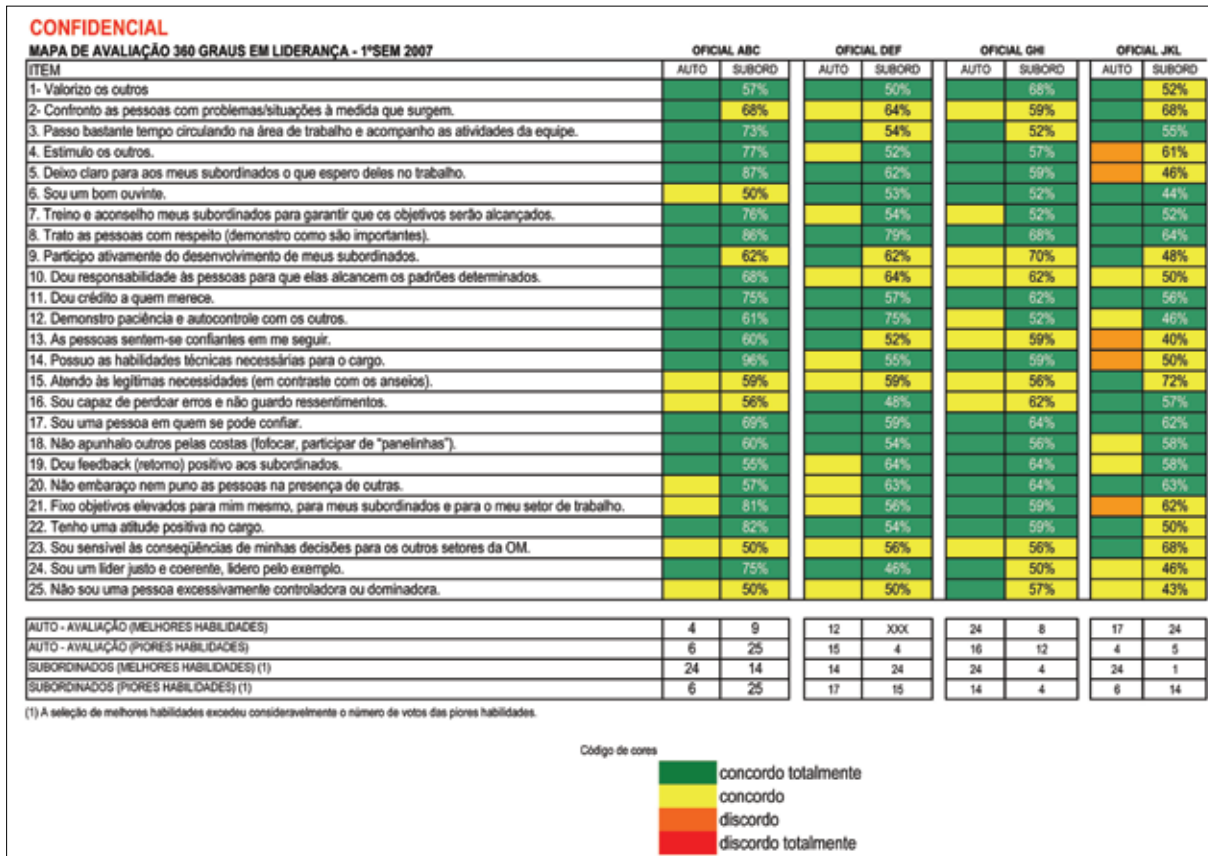 CONFIDENCIAL
MAPA DE AVALIAÇÃO 360 GRAUS EM LIDERANÇA - 1ºSEM 2007 OFICIAL ABC OFICIAL DEF OFICIAL GHI OFICIAL JKL
ITEM AUTO SUBORD AUTO SUBORD AUTO SUBORD AUTO SUBORD
1- Valorizo os outros 57% 50% 68% 52%
2- Confronto as pessoas com problemas/situações à medida que surgem. 68% 64% 59% 68%
3. Passo bastante tempo circulando na área de trabalho e acompanho as atividades da equipe. 73% 54% 52% 55%
4. Estimulo os outros. 77% 52% 57% 61%
5. Deixo claro para aos meus subordinados o que espero deles no trabalho. 87% 62% 59% 46%
6. Sou um bom ouvinte. 50% 53% 52% 44%
7. Treino e aconselho meus subordinados para garantir que os objetivos serão alcançados. 76% 54% 52% 52%
8. Trato as pessoas com respeito (demonstro como são importantes). 86% 79% 68% 64%
9. Participo ativamente do desenvolvimento de meus subordinados. 62% 62% 70% 48%
10. Dou responsabilidade às pessoas para que elas alcancem os padrões determinados. 68% 64% 62% 50%
11. Dou crédito a quem merece. 75% 57% 62% 56%
12. Demonstro paciência e autocontrole com os outros. 61% 75% 52% 46%
13. As pessoas sentem-se confiantes em me seguir. 60% 52% 59% 40%
14. Possuo as habilidades técnicas necessárias para o cargo. 96% 55% 59% 50%
15. Atendo às legítimas necessidades (em contraste com os anseios). 59% 59% 56% 72%
16. Sou capaz de perdoar erros e não guardo ressentimentos. 56% 48% 62% 57%
17. Sou uma pessoa em quem se pode confiar. 69% 59% 64% 62%
18. Não apunhalo outros pelas costas (fofocar, participar de "panelinhas"). 60% 54% 56% 58%
19. Dou feedback (retorno) positivo aos subordinados. 55% 64% 64% 58%
20. Não embaraço nem puno as pessoas na presença de outras. 57% 63% 64% 63%
21. Fixo objetivos elevados para mim mesmo, para meus subordinados e para o meu setor de trabalho. 81% 56% 59% 62%
22. Tenho uma atitude positiva no cargo. 82% 54% 59% 50%
23. Sou sensível às conseqüências de minhas decisões para os outros setores da OM. 50% 56% 56% 68%
24. Sou um líder justo e coerente, lidero pelo exemplo. 75% 46% 50% 46%
25. Não sou uma pessoa excessivamente controladora ou dominadora. 50% 50% 57% 43%
AUTO - AVALIAÇÃO (MELHORES HABILIDADES) 4 9 12 XXX 24 8 17 24
AUTO - AVALIAÇÃO (PIORES HABILIDADES) 6 25 15 4 16 12 4 5
SUBORDINADOS (MELHORES HABILIDADES) (1) 24 14 14 24 24 4 24 1
SUBORDINADOS (PIORES HABILIDADES) (1) 6 25 17 15 14 4 6 14
(1) A seleção de melhores habilidades excedeu consideravelmente o número de votos das piores habilidades.
Código de cores
concordo totalmente
concordo
discordo
discordo totalmente